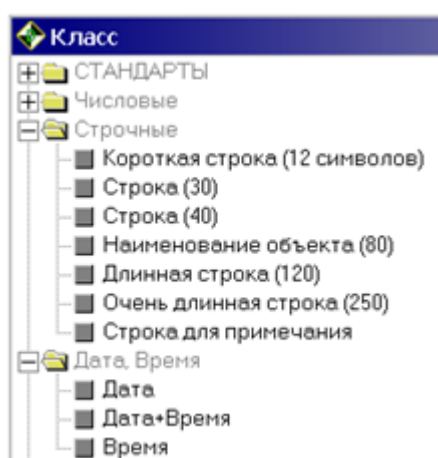 Класс
СТАНДАРТЫ
Числовые
Строчные
Короткая строка (12 символов)
Строка (30)
Строка (40)
Наименование объекта (80)
Длинная строка (120)
Очень длинная строка (250)
Строка для примечания
Дата, Время
Дата
Дата+Время
Время